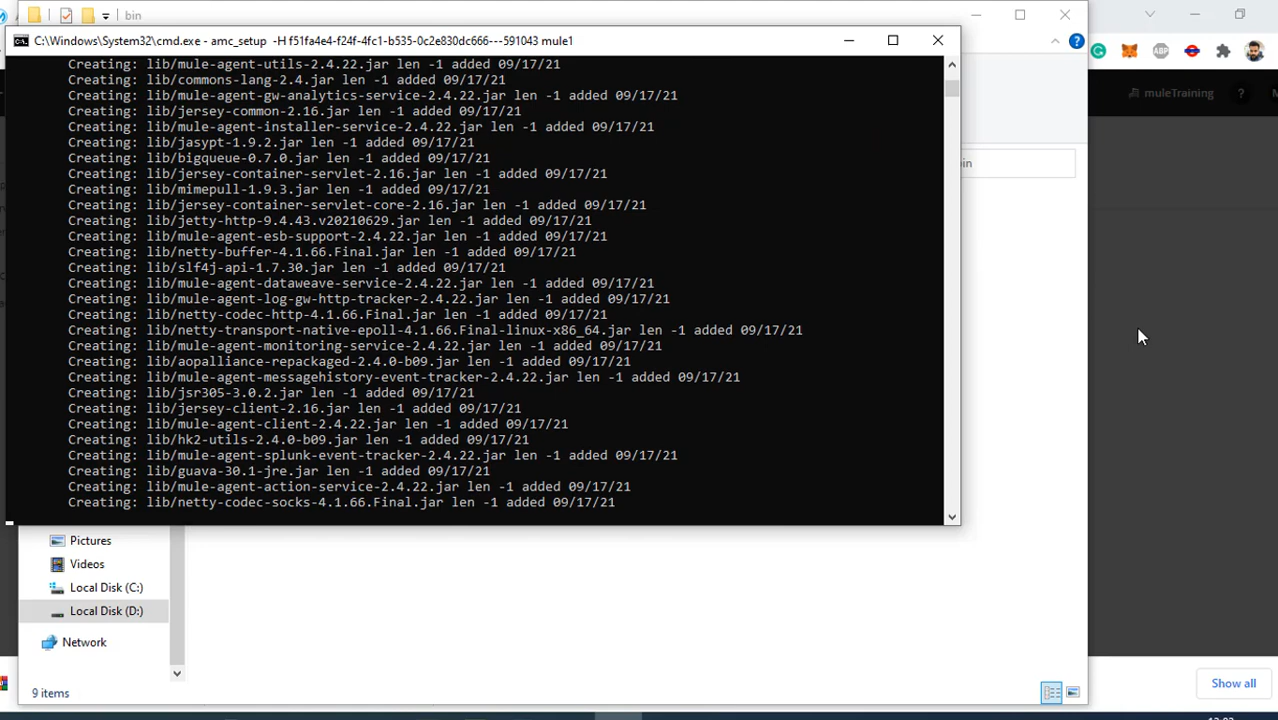 bin
C:\Windows\System32\cmd.exe - amc_setup -H f51fa4e4-f24f-4fc1-b535-0c2e830dc666---591043 mule1
Creating: lib/mule-agent-utils-2.4.22.jar len -1 added 09/17/21
Creating: lib/commons-lang-2.4.jar len -1 added 09/17/21
Creating: lib/mule-agent-gw-analytics-service-2.4.22.jar len -1 added 09/17/21
Creating: lib/jersey-common-2.16.jar len -1 added 09/17/21
Creating: lib/mule-agent-installer-service-2.4.22.jar len -1 added 09/17/21
Creating: lib/jasypt-1.9.2.jar len -1 added 09/17/21
Creating: lib/bigqueue-0.7.0.jar len -1 added 09/17/21
Creating: lib/jersey-container-servlet-2.16.jar len -1 added 09/17/21
Creating: lib/mimepull-1.9.3.jar len -1 added 09/17/21
Creating: lib/jersey-container-servlet-core-2.16.jar len -1 added 09/17/21
Creating: lib/jetty-http-9.4.43.v20210629.jar len -1 added 09/17/21
Creating: lib/mule-agent-esb-support-2.4.22.jar len -1 added 09/17/21
Creating: lib/netty-buffer-4.1.66.Final.jar len -1 added 09/17/21
Creating: lib/slf4j-api-1.7.30.jar len -1 added 09/17/21
Creating: lib/mule-agent-dataweave-service-2.4.22.jar len -1 added 09/17/21
Creating: lib/mule-agent-log-gw-http-tracker-2.4.22.jar len -1 added 09/17/21
Creating: lib/netty-codec-http-4.1.66.Final.jar len -1 added 09/17/21
Creating: lib/netty-transport-native-epoll-4.1.66.Final-linux-x86_64.jar len -1 added 09/17/21
Creating: lib/mule-agent-monitoring-service-2.4.22.jar len -1 added 09/17/21
Creating: lib/aopalliance-repackaged-2.4.0-b09.jar len -1 added 09/17/21
Creating: lib/mule-agent-messagehistory-event-tracker-2.4.22.jar len -1 added 09/17/21
Creating: lib/jsr305-3.0.2.jar len -1 added 09/17/21
Creating: lib/jersey-client-2.16.jar len -1 added 09/17/21
Creating: lib/mule-agent-client-2.4.22.jar len -1 added 09/17/21
Creating: lib/hk2-utils-2.4.0-b09.jar len -1 added 09/17/21
Creating: lib/mule-agent-splunk-event-tracker-2.4.22.jar len -1 added 09/17/21
Creating: lib/guava-30.1-jre.jar len -1 added 09/17/21
Creating: lib/mule-agent-action-service-2.4.22.jar len -1 added 09/17/21
Creating: lib/netty-codec-socks-4.1.66.Final.jar len -1 added 09/17/21
ABP
muleTraining ?
Pictures
Videos
Local Disk (C:)
Local Disk (D:)
Network
9 items
Show all